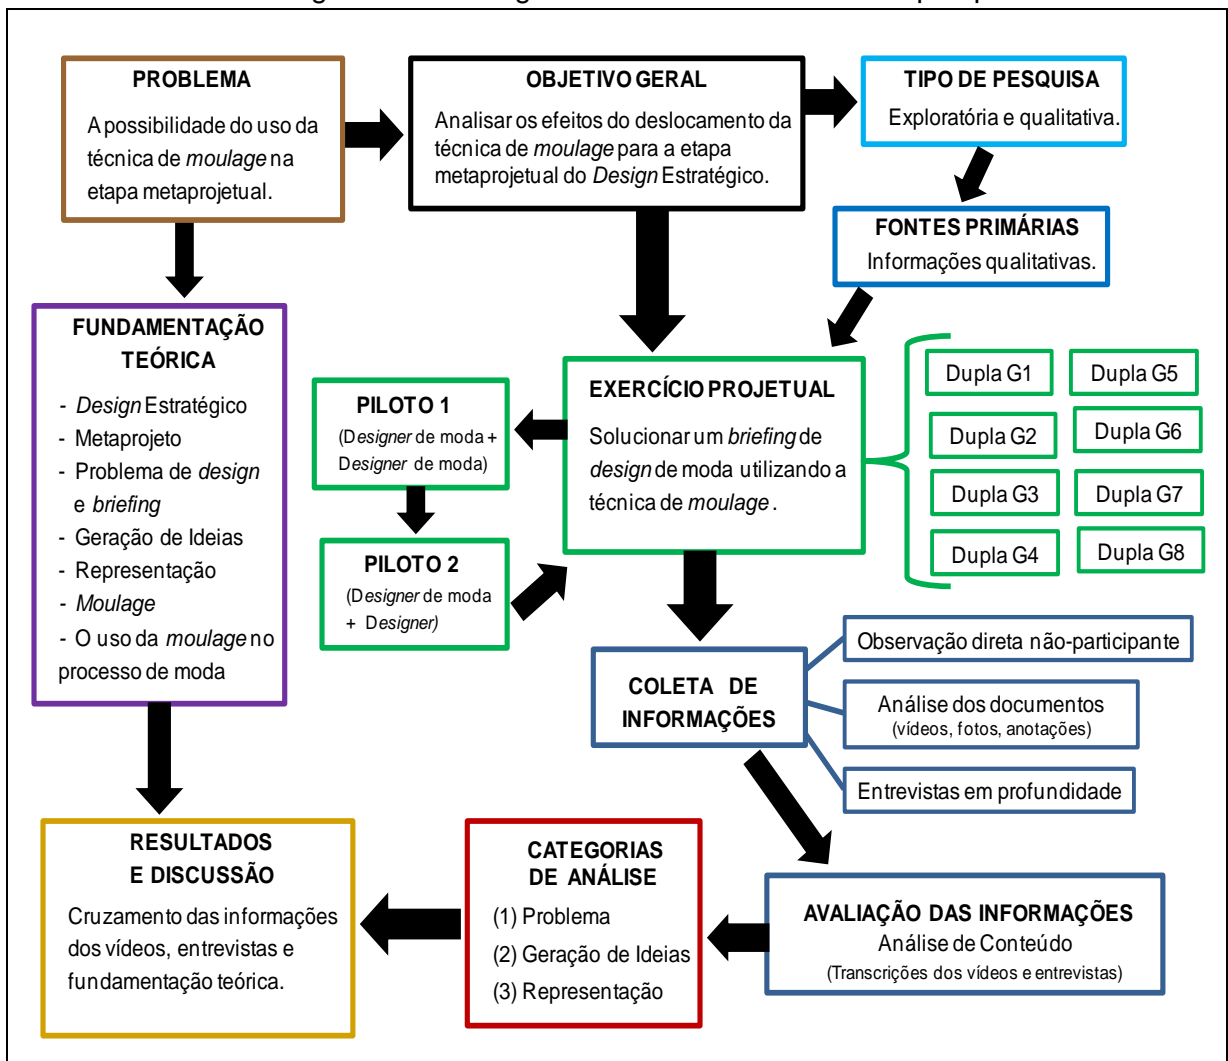 PROBLEMA
A possibilidade do uso da
técnica de moulage na
etapa metaprojetual.
OBJETIVO GERAL
Analisar os efeitos do deslocamento da
técnica de moulage para a etapa
metaprojetual do Design Estratégico.
TIPO DE PESQUISA
Exploratória e qualitativa.
FONTES PRIMÁRIAS
Informações qualitativas.
FUNDAMENTAÇÃO
TEÓRICA
- Design Estratégico
- Metaprojeto
- Problema de design
e briefing
- Geração de Ideias
- Representação
- Moulage
- O uso da moulage no
processo de moda
PILOTO 1
(Designer de moda +
Designer de moda)
PILOTO 2
(Designer de moda
+ Designer)
EXERCÍCIO PROJETUAL
Solucionar um briefing de
design de moda utilizando a
técnica de moulage .
Dupla G1
Dupla G2
Dupla G3
Dupla G4
Dupla G5
Dupla G6
Dupla G7
Dupla G8
COLETA DE
INFORMAÇÕES
Observação direta não-participante
Análise dos documentos
(vídeos, fotos, anotações)
Entrevistas em profundidade
AVALIAÇÃO DAS INFORMAÇÕES
Análise de Conteúdo
(Transcrições dos vídeos e entrevistas)
CATEGORIAS
DE ANÁLISE
(1) Problema
(2) Geração de Ideias
(3) Representação
RESULTADOS
E DISCUSSÃO
Cruzamento das informações
dos vídeos, entrevistas e
fundamentação teórica.